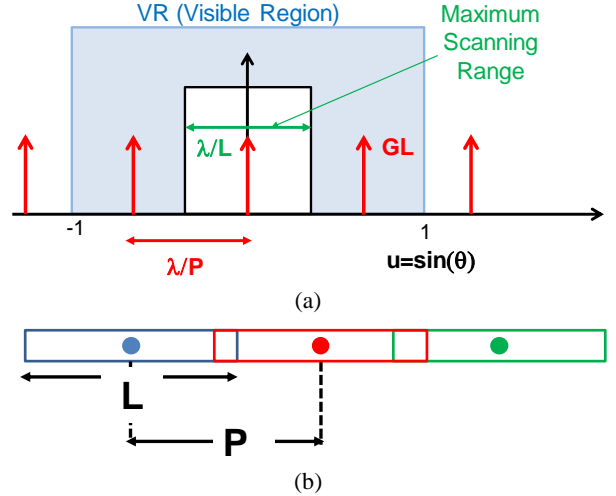 VR (Visible Region)
Maximum
Scanning
Range
λ/L
GL
-1
1
λ/P
u=sin(θ)
(a)
L
P
(b)